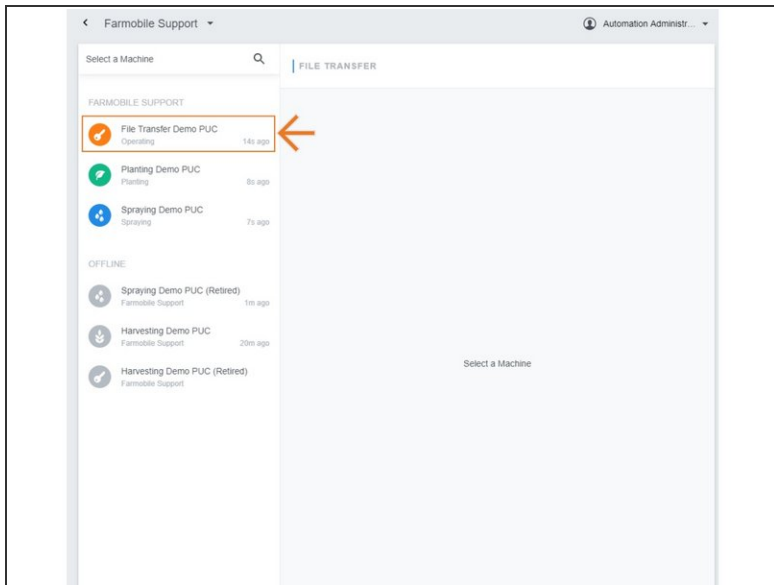 Farmobile Support
Automation Administr...
Select a Machine
FILE TRANSFER
FARMOBILE SUPPORT
File Transfer Demo PUC
Operating 14s ago
Planting Demo PUC
Planting 8s ago
Spraying Demo PUC
Spraying 7s ago
OFFLINE
Spraying Demo PUC (Retired)
Farmobile Support 1m ago
Harvesting Demo PUC
Farmobile Support 20m ago
Harvesting Demo PUC (Retired)
Farmobile Support
Select a Machine